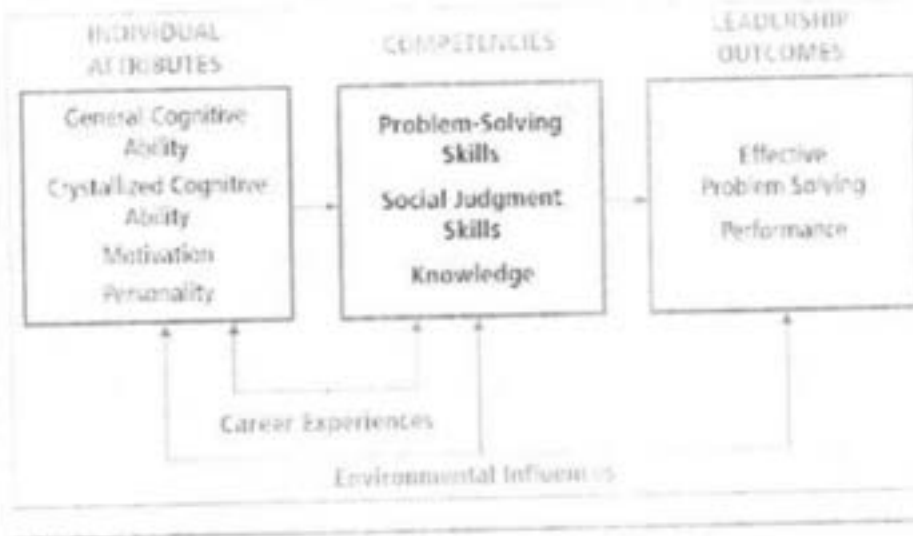 INDIVIDUAL
ATTRIBUTES
COMPETENCIES
LEADERSHIP
OUTCOMES
General Cognitive
Ability
Crystallized Cognitive
Ability
Motivation
Personality
Problem-Solving
Skills
Social Judgment
Skills
Knowledge
Effective
Problem Solving
Performance
Career Experiences
Environmental Influences